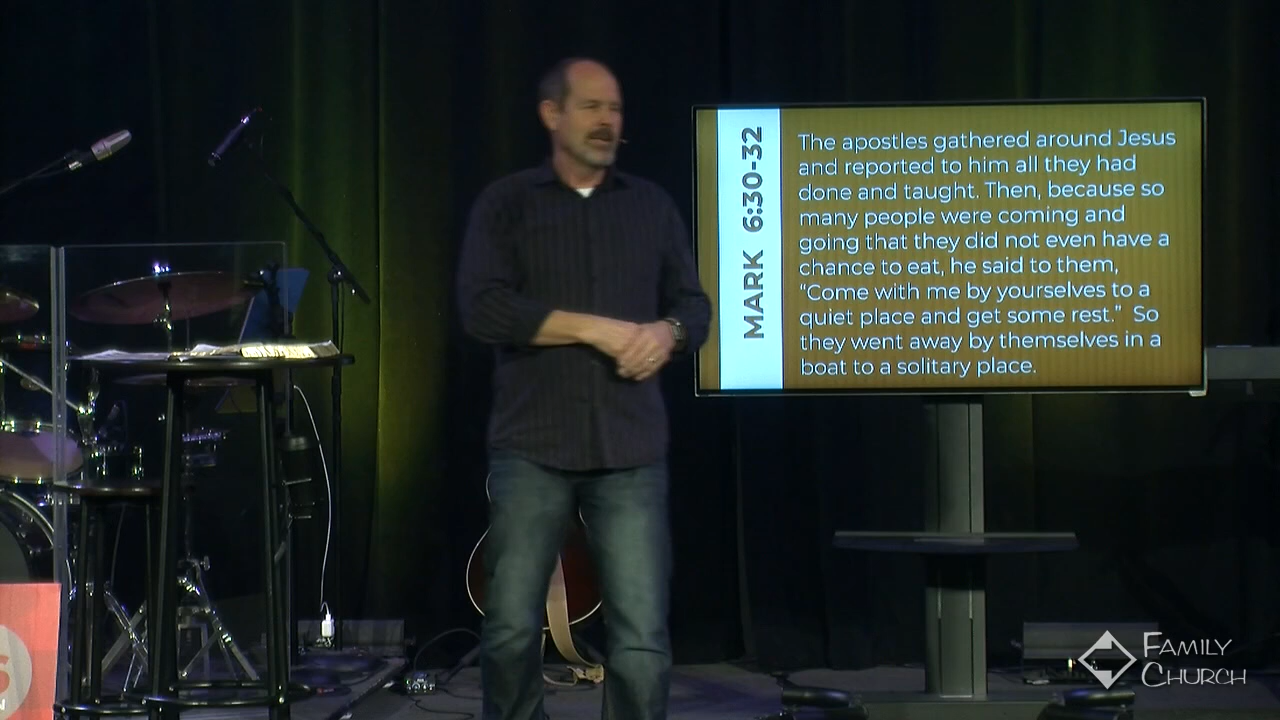 MARK 6:30-32
The apostles gathered around Jesus
and reported to him all they had
done and taught. Then, because so
many people were coming and
going that they did not even have a
chance to eat, he said to them,
“Come with me by yourselves to a
quiet place and get some rest.” So
they went away by themselves in a
boat to a solitary place.
FAMILY
CHURCH